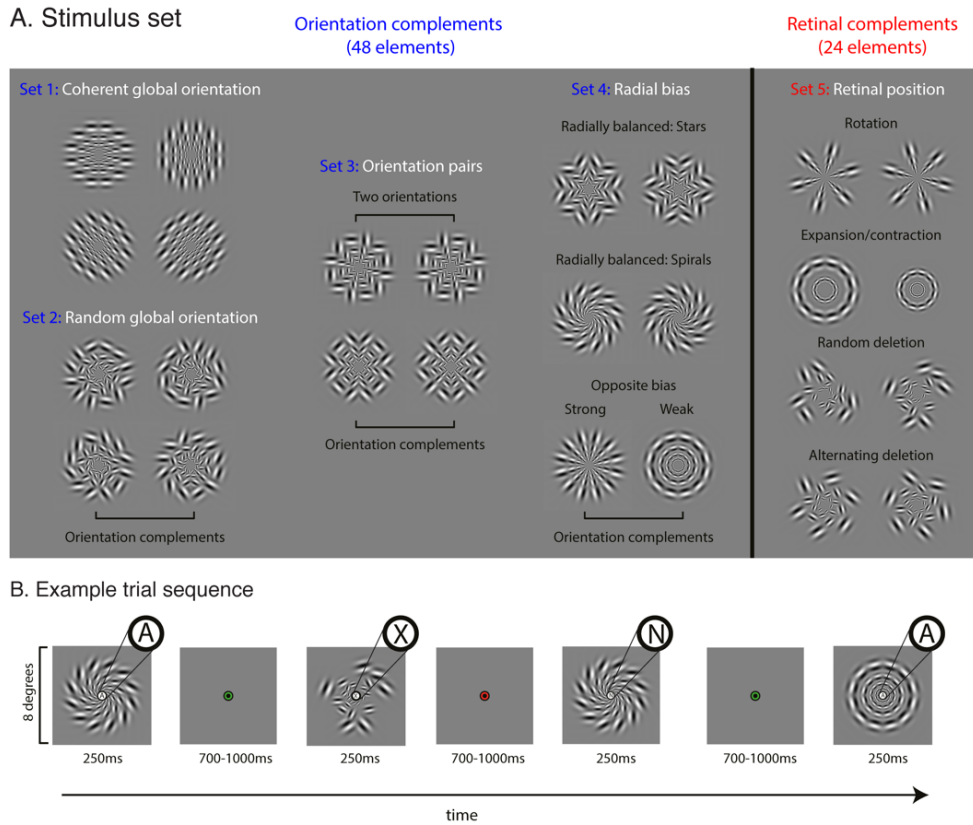 A. Stimulus set
Orientation complements
(48 elements)
Retinal complements
(24 elements)
Set 1: Coherent global orientation
Set 2: Random global orientation
Orientation complements
Set 3: Orientation pairs
Two orientations
Orientation complements
Set 4: Radial bias
Radially balanced: Stars
Radially balanced: Spirals
Opposite bias
Strong Weak
Orientation complements
Set 5: Retinal position
Rotation
Expansion/contraction
Random deletion
Alternating deletion
B. Example trial sequence
A X N A
8 degrees
250ms 700-1000ms 250ms 700-1000ms 250ms 700-1000ms 250ms
time